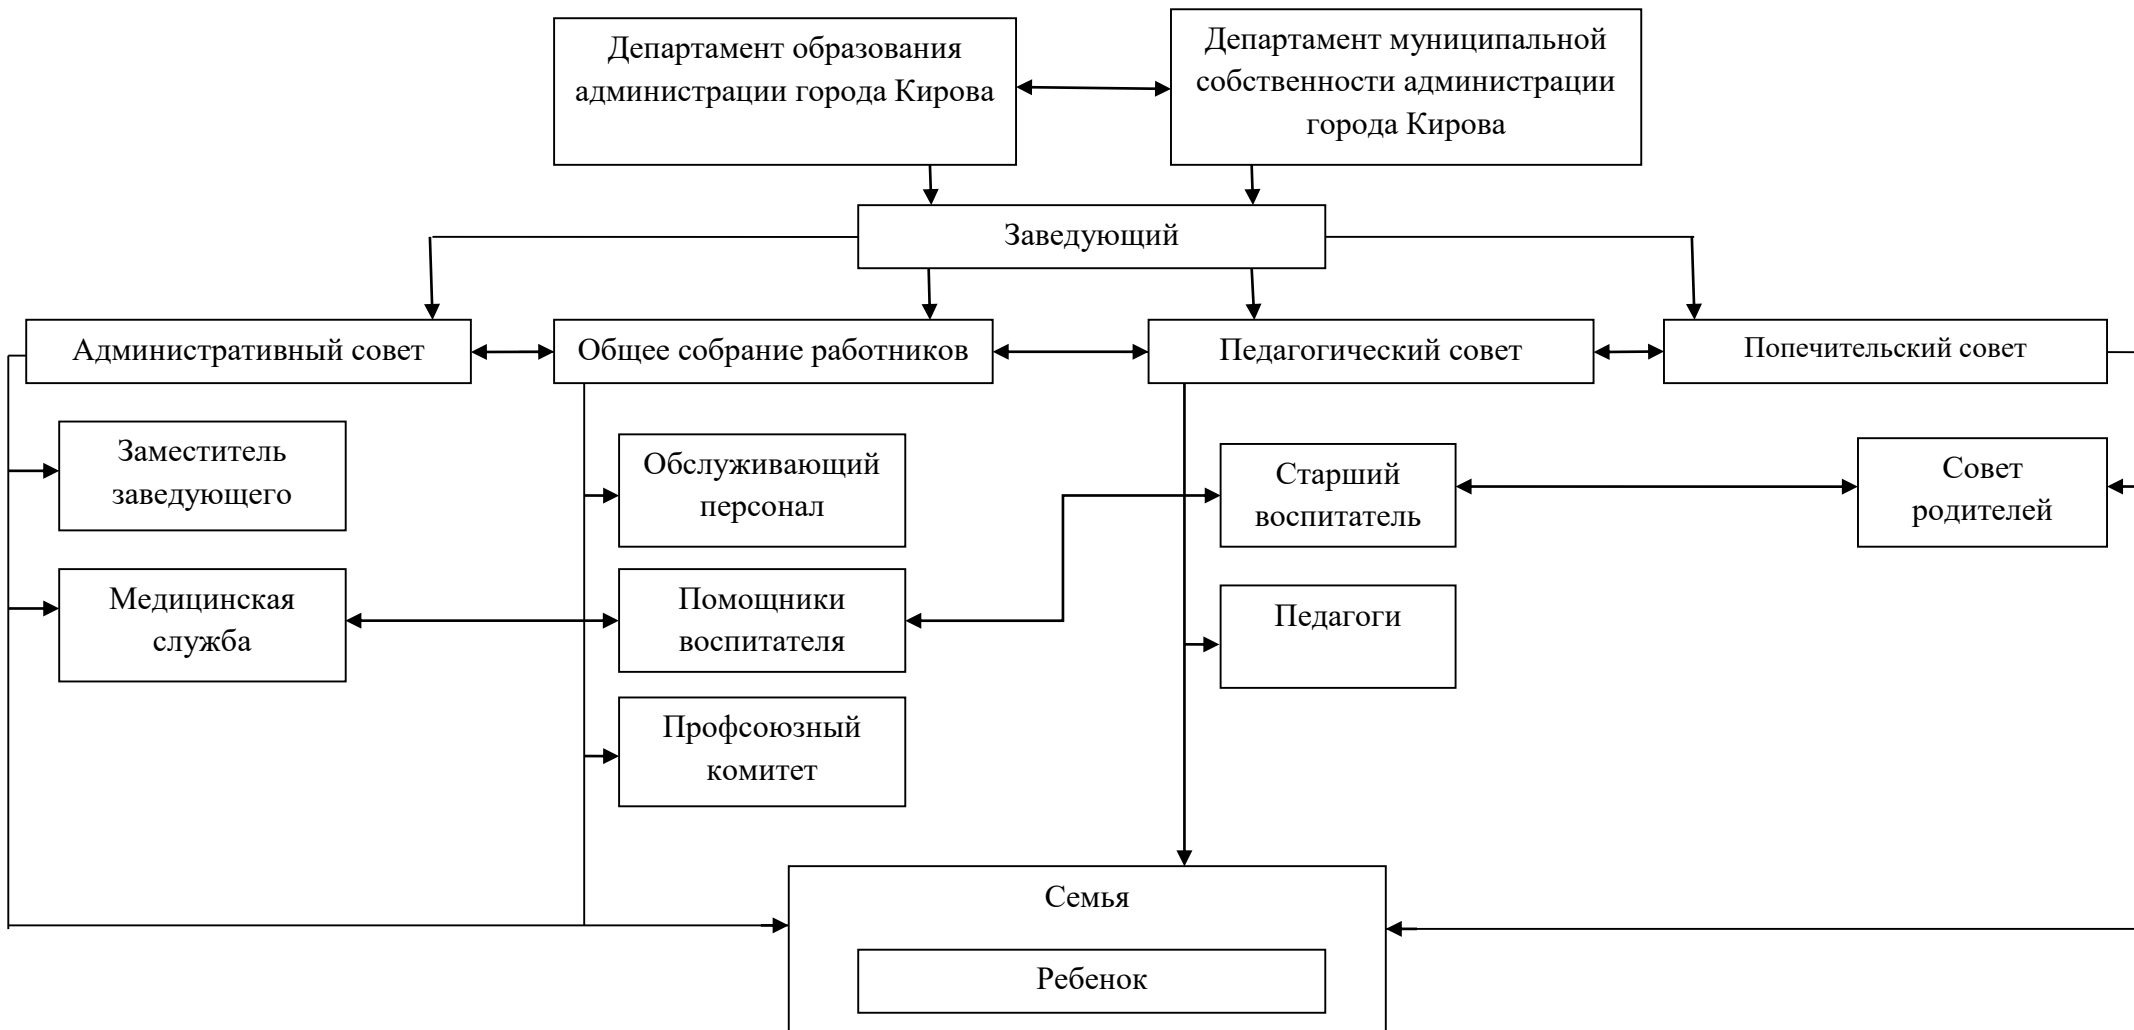 Департамент образования
администрации города Кирова
Департамент муниципальной
собственности администрации
города Кирова
Заведующий
Административный совет
Общее собрание работников
Педагогический совет
Попечительский совет
Заместитель
заведующего
Обслуживающий
персонал
Старший
воспитатель
Совет
родителей
Медицинская
служба
Помощники
воспитателя
Педагоги
Профсоюзный
комитет
Семья
Ребенок